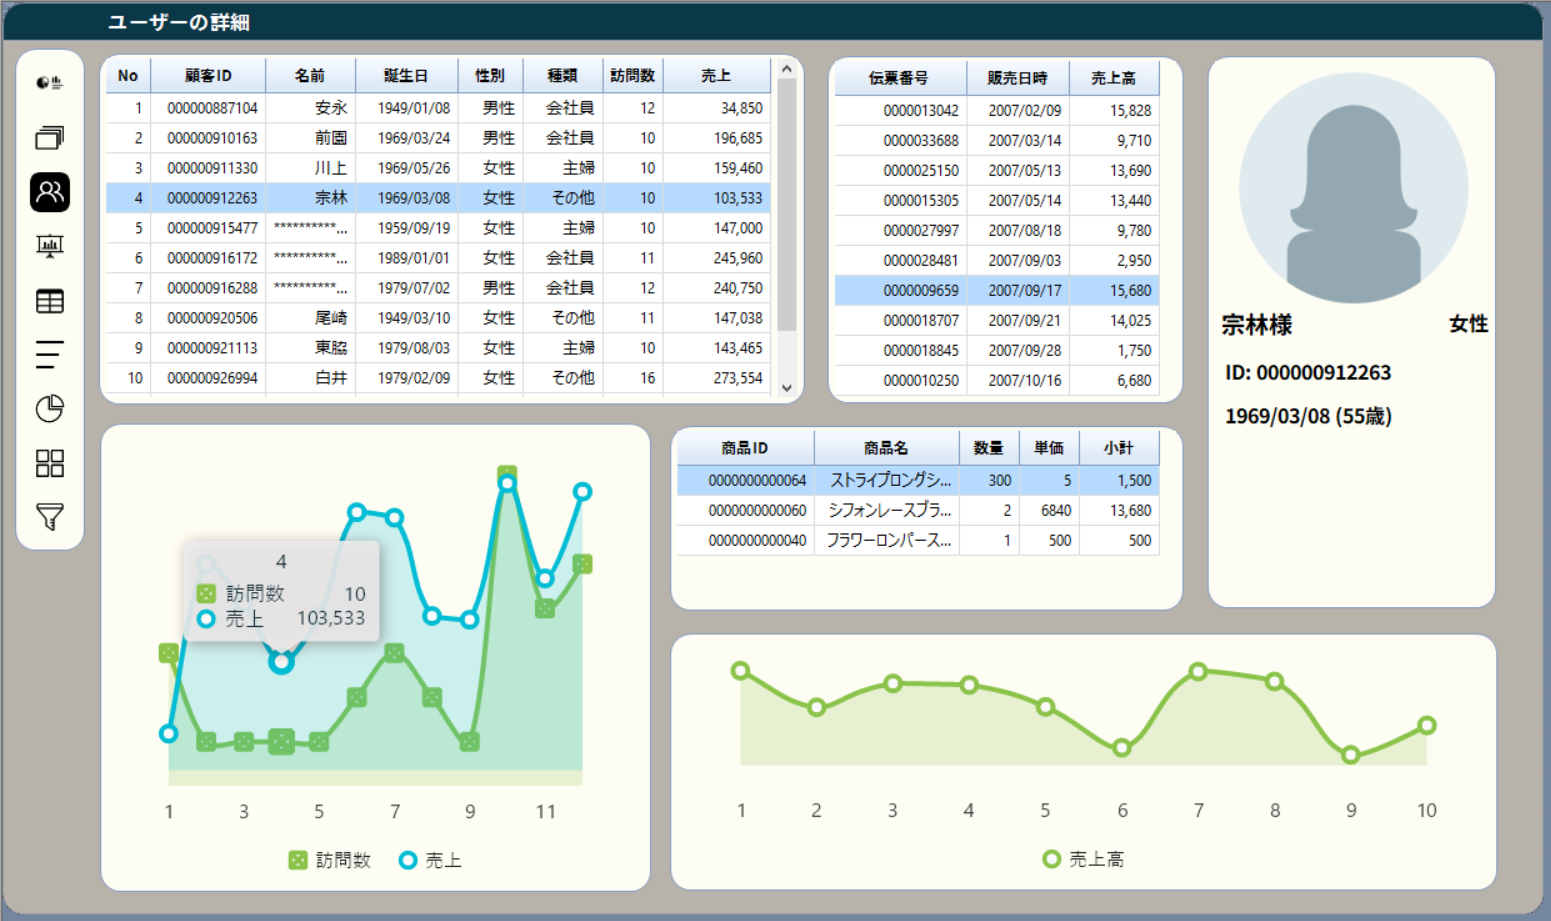 ユーザーの詳細
No 顧客ID 名前 誕生日 性別 種類 訪問数 売上
1 000000887104 安永 1949/01/08 男性 会社員 12 34,850
2 000000910163 前園 1969/03/24 男性 会社員 10 196,685
3 000000911330 川上 1969/05/26 女性 主婦 10 159,460
4 000000912263 宗林 1969/03/08 女性 その他 10 103,533
5 000000915477 **********... 1959/09/19 女性 主婦 10 147,000
6 000000916172 **********... 1989/01/01 女性 会社員 11 245,960
7 000000916288 **********... 1979/07/02 男性 会社員 12 240,750
8 000000920506 尾崎 1949/03/10 女性 その他 11 147,038
9 000000921113 東脇 1979/08/03 女性 主婦 10 143,465
10 000000926994 白井 1979/02/09 女性 その他 16 273,554
伝票番号 販売日時 売上高
0000013042 2007/02/09 15,828
0000033688 2007/03/14 9,710
0000025150 2007/05/13 13,690
0000015305 2007/05/14 13,440
0000027997 2007/08/18 9,780
0000028481 2007/09/03 2,950
0000009659 2007/09/17 15,680
0000018707 2007/09/21 14,025
0000018845 2007/09/28 1,750
0000010250 2007/10/16 6,680
宗林様 女性
ID: 000000912263
1969/03/08 (55歳)
4
訪問数 10
売上 103,533
1 3 5 7 9 11
訪問数 売上
商品ID 商品名 数量 単価 小計
0000000000064 ストライプロングシ... 300 5 1,500
0000000000060 シフォンレースブラ... 2 6840 13,680
0000000000040 フラワーロンパース... 1 500 500
1 2 3 4 5 6 7 8 9 10
売上高